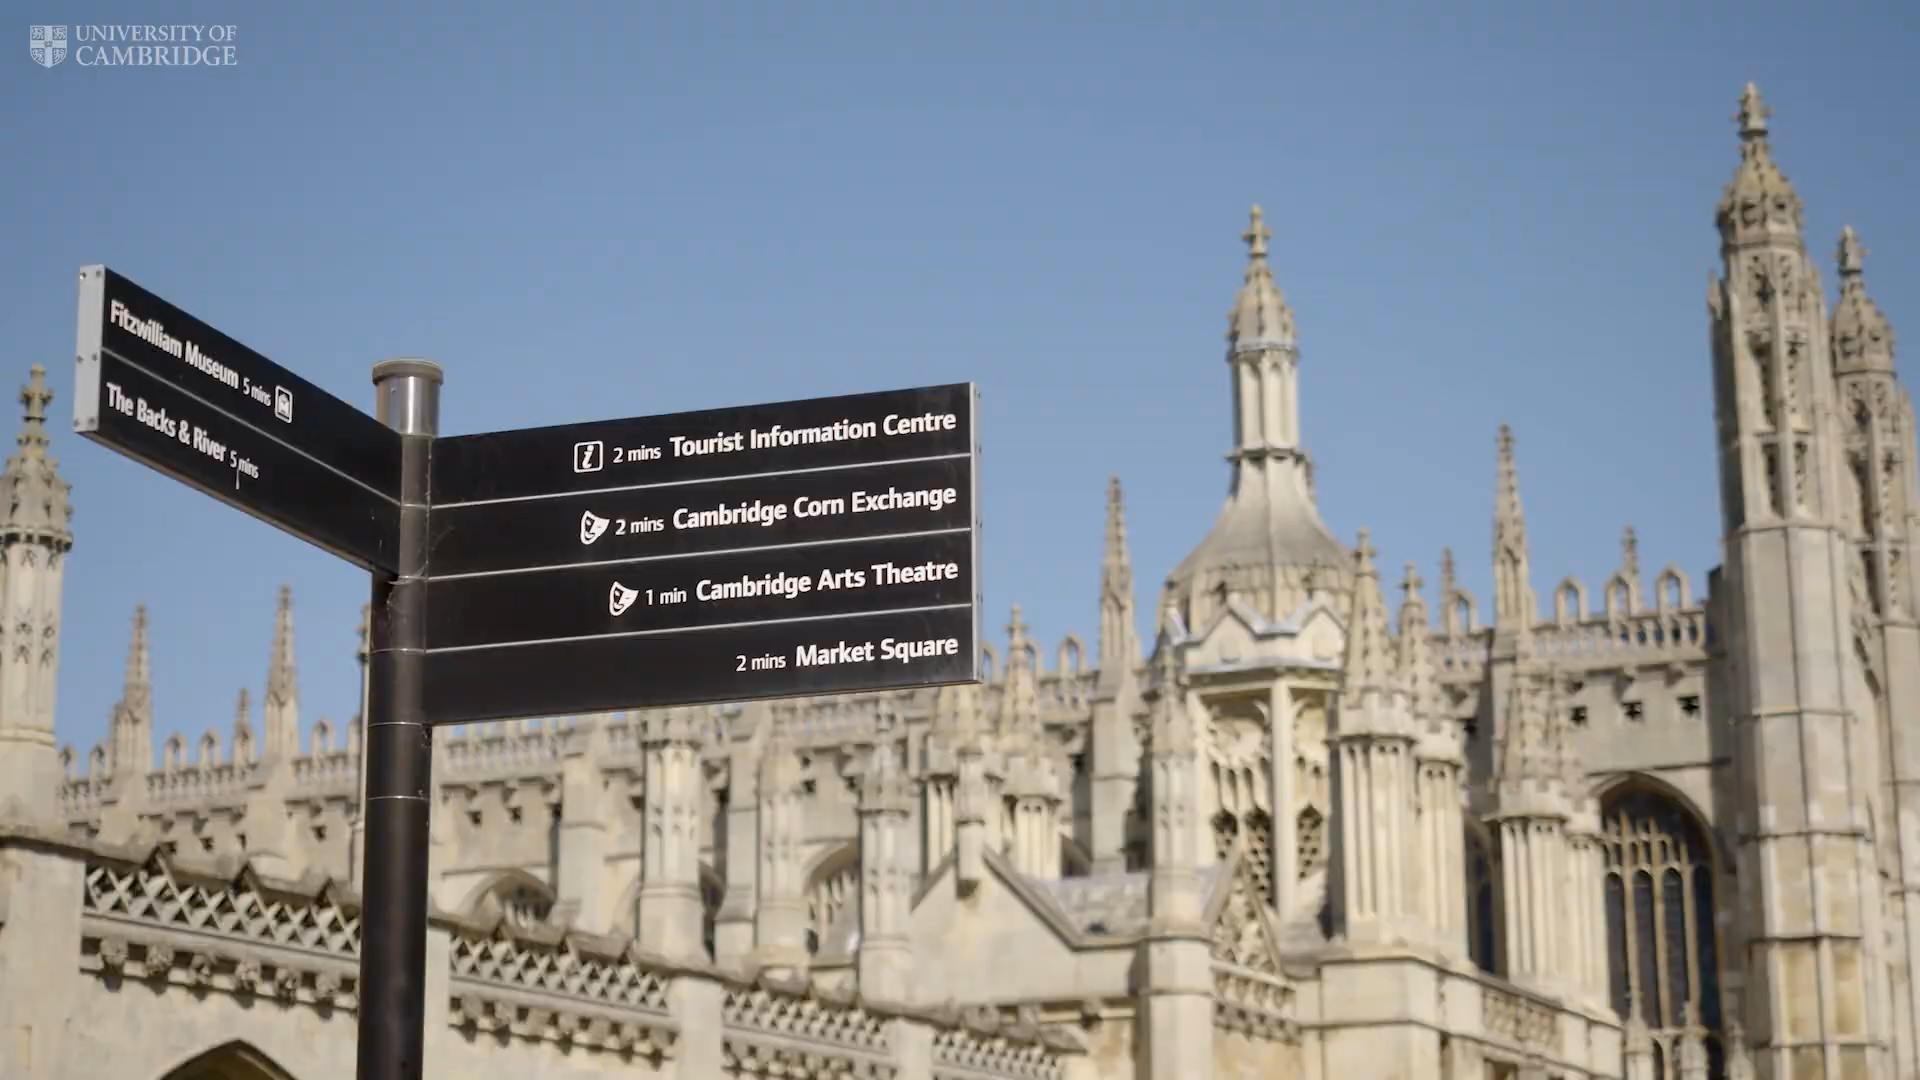 UNIVERSITY OF
CAMBRIDGE
Fitzwilliam Museum 5 mins
The Backs & River 5 mins
2 mins Tourist Information Centre
2 mins Cambridge Corn Exchange
1 min Cambridge Arts Theatre
2 mins Market Square